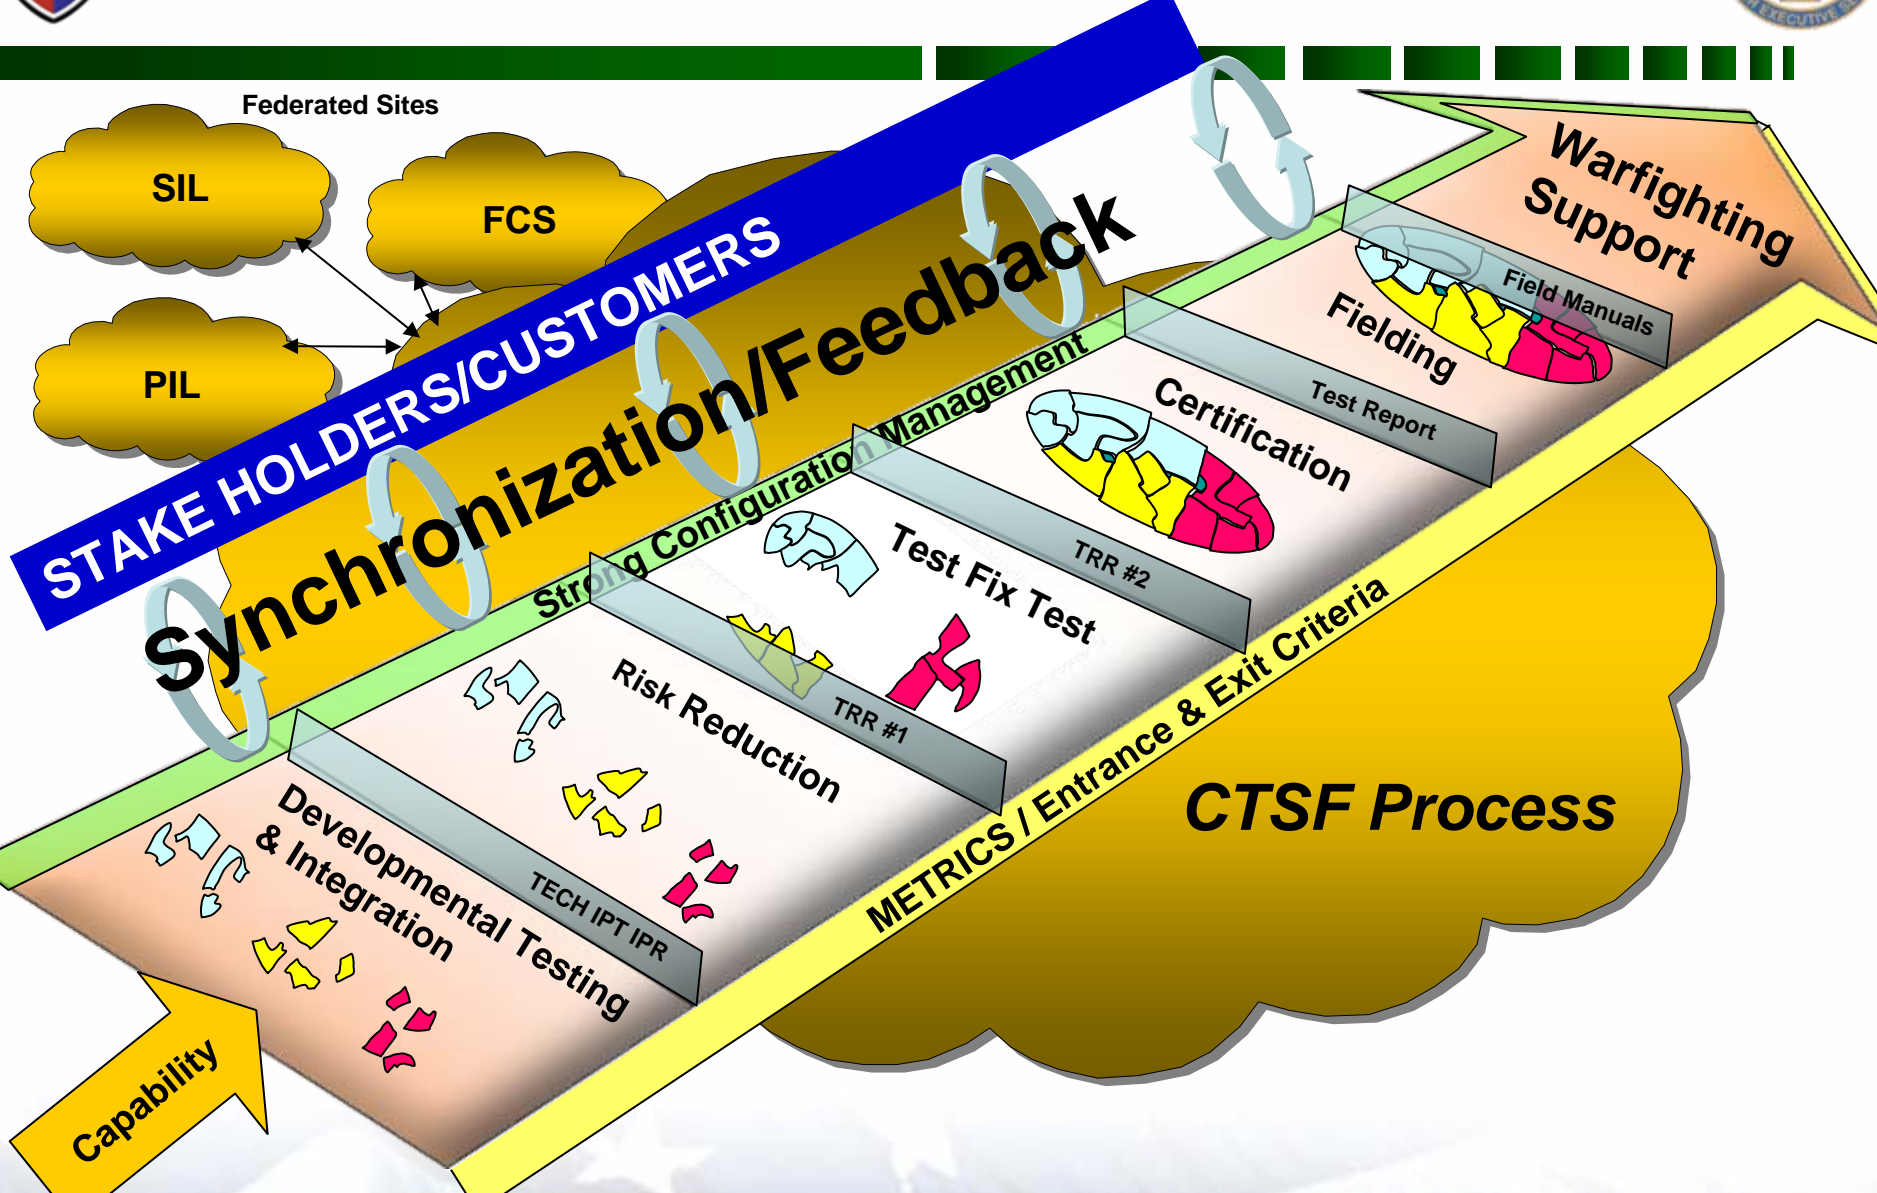 EXECUTIVE
Federated Sites
SIL
FCS
PIL
STAKE HOLDERS/CUSTOMERS
Synchronization/Feedback
Strong Configuration Management
Warfighting
Support
Field Manuals
Fielding
Test Report
Certification
TRR #2
Test Fix Test
TRR #1
Risk Reduction
TECH IPT IPR
Developmental Testing
& Integration
METRICS / Entrance & Exit Criteria
CTSF Process
Capability